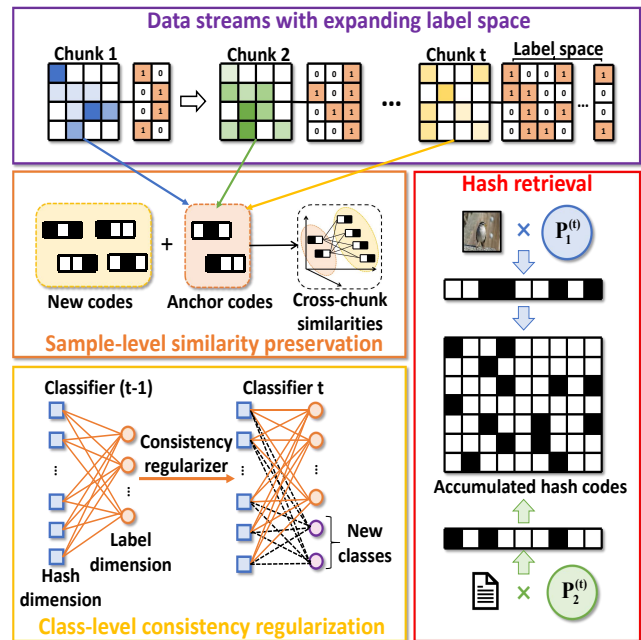 Data streams with expanding label space
Chunk 1
Chunk 2
Chunk t
Label space
1 0
0 1
0 1
1 0
0 0 1
1 0 0
0 1 1
0 0 1
...
1 0 0 1
1 0 0 0
0 0 1 0
0 1 1 0
...
1
0
0
1
New codes
+
Anchor codes
Cross-chunk
similarities
Sample-level similarity preservation
Classifier (t-1)
Classifier t
Consistency
regularizer
...
New
classes
Label
dimension
Hash
dimension
Class-level consistency regularization
Hash retrieval
× P₁⁽ᵗ⁾
Accumulated hash codes
× P₂⁽ᵗ⁾